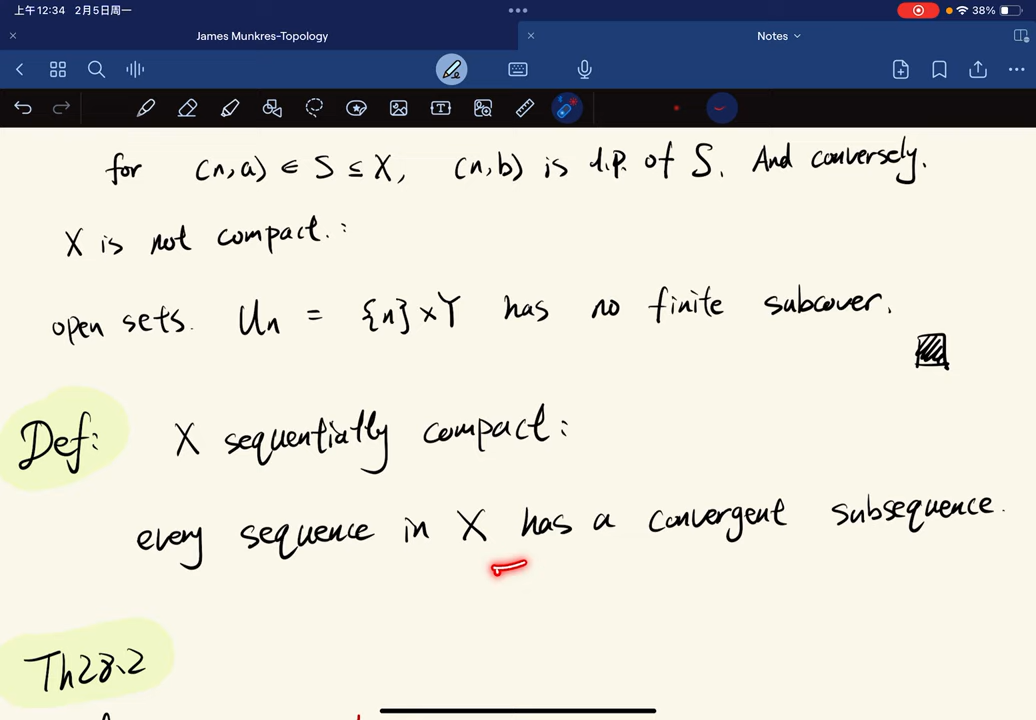 上午12:34 2月5日周一
38%
James Munkres-Topology
Notes
for (n,a) ∈ S ≤ X, (n,b) is l.P. of S. And conversely.
X is not compact.:
open sets. Un = {n}×Y has no finite subcover.
Def: X sequentially compact:
every sequence in X has a convergent subsequence.
Th28.2